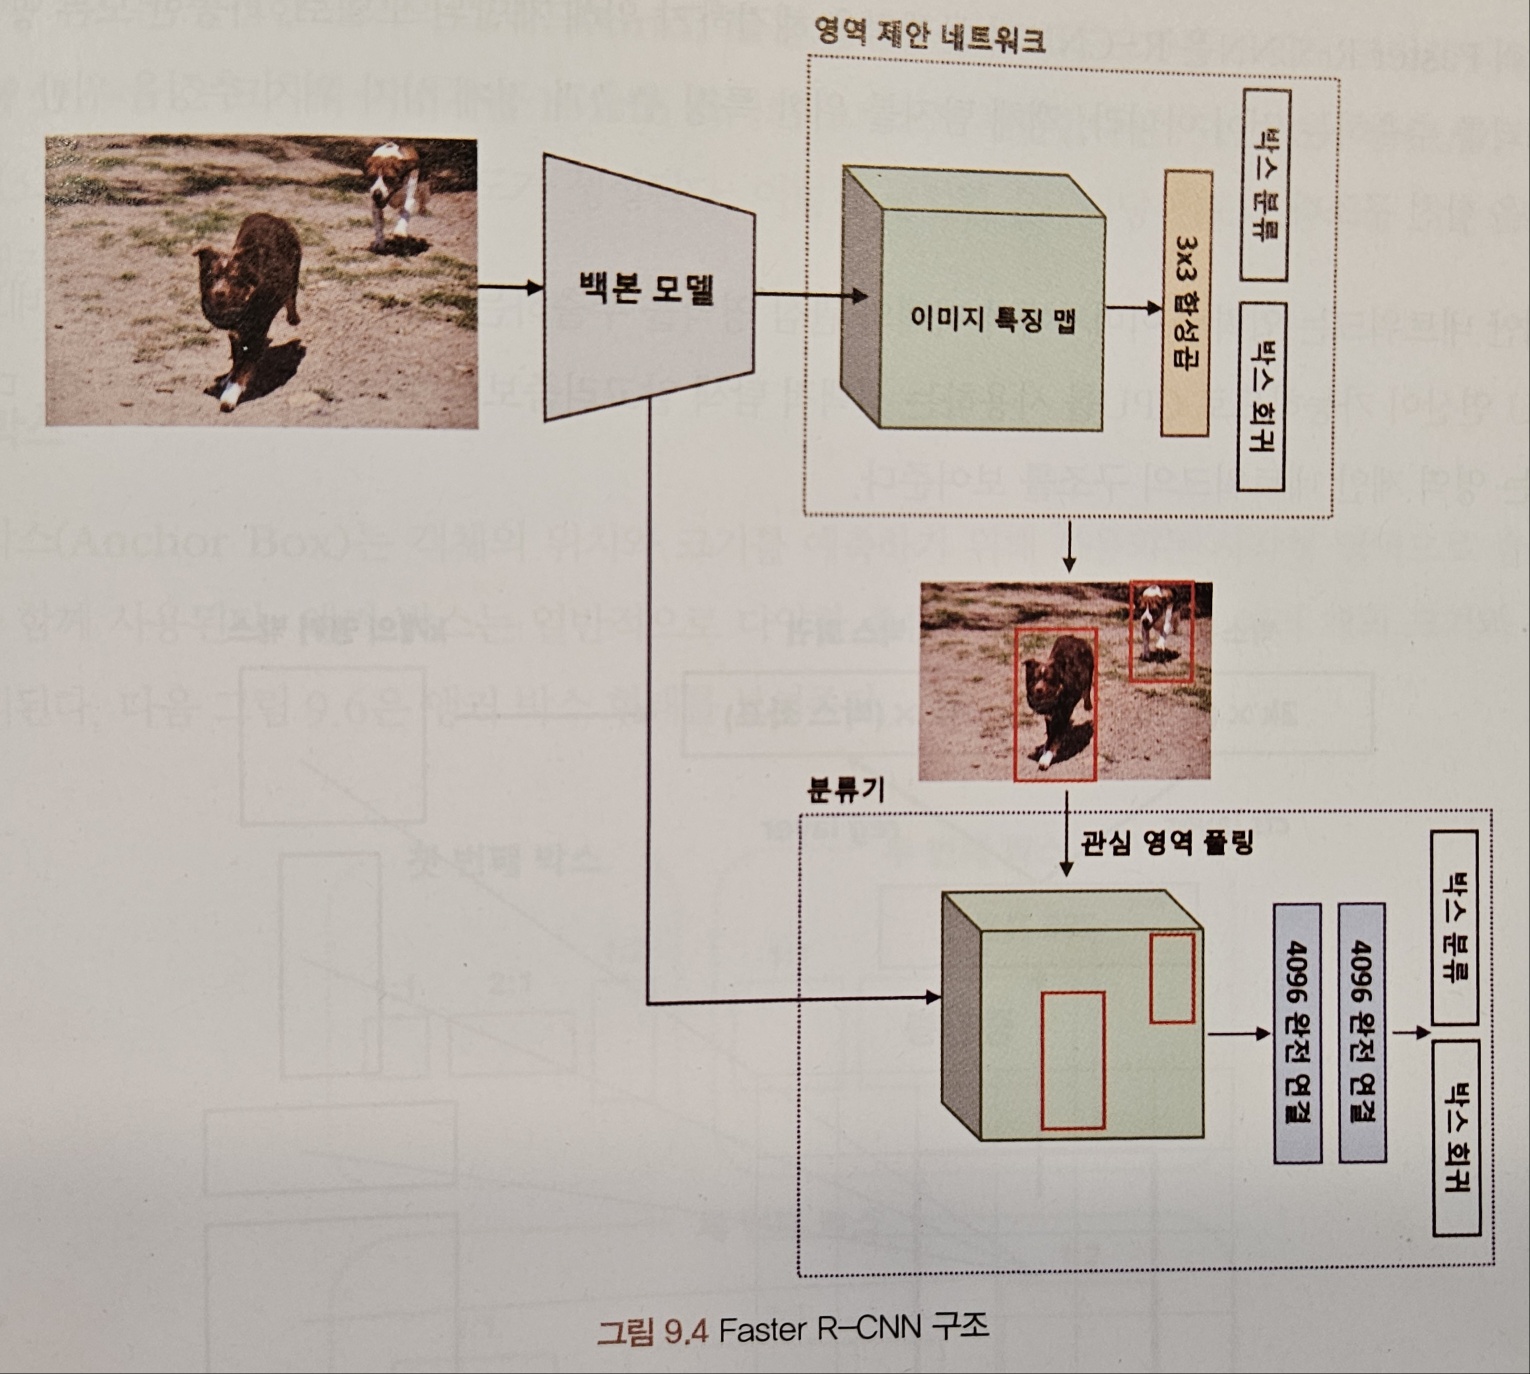 영역 제안 네트워크
백본 모델
이미지 특징 맵
3x3 합성곱
박스 분류
박스 회귀
분류기
관심 영역 풀링
4096 완전 연결
4096 완전 연결
박스 분류
박스 회귀
그림 9.4 Faster R-CNN 구조